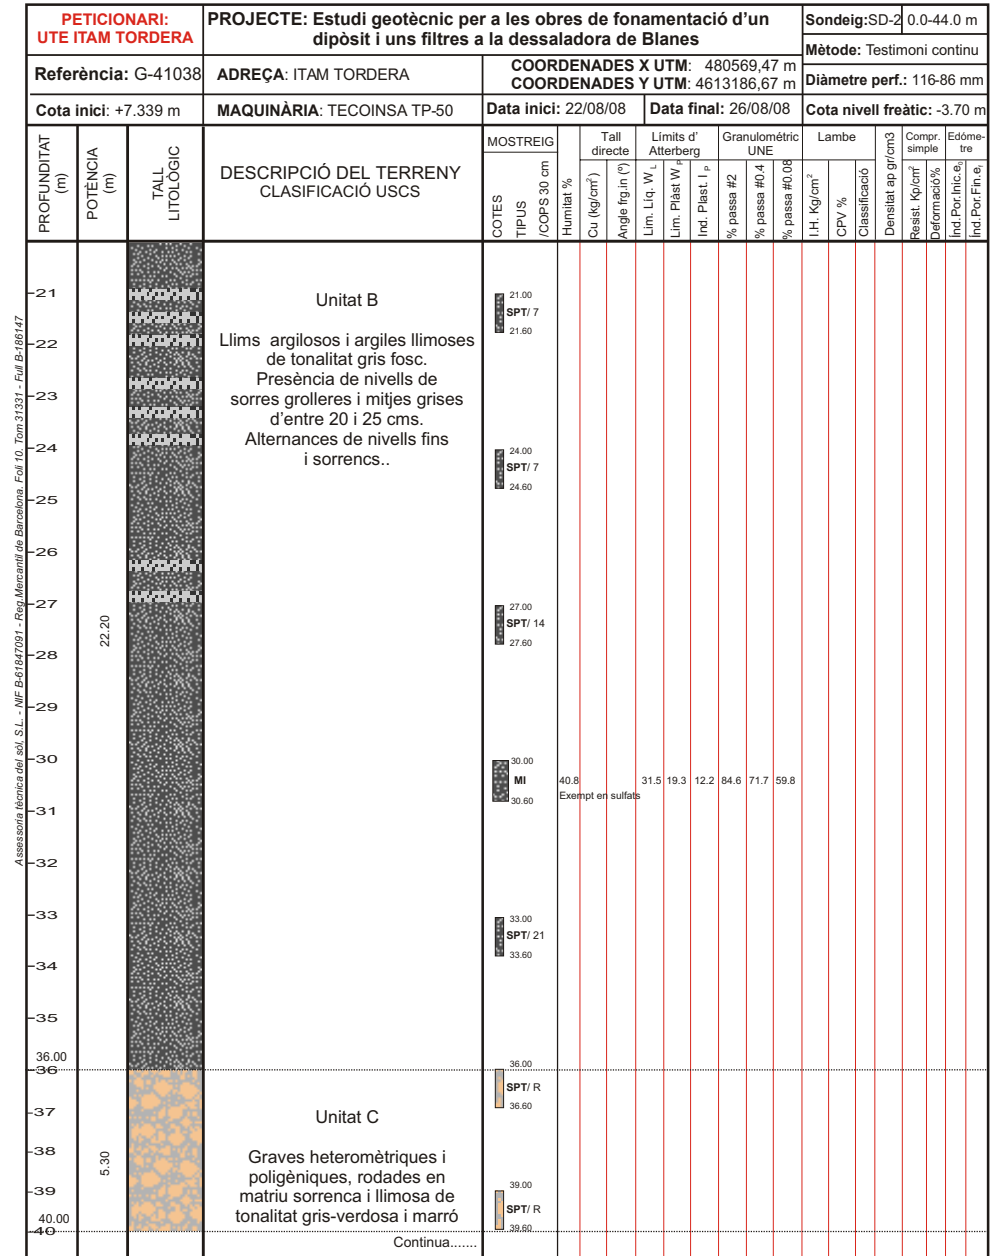 PETICIONARI:
UTE ITAM TORDERA
PROJECTE: Estudi geotècnic per a les obres de fonamentació d'un
dipòsit i uns filtres a la dessaladora de Blanes
Sondeig:SD-2 0.0-44.0 m
Mètode: Testimoni continu
Referència: G-41038
ADREÇA: ITAM TORDERA
COORDENADES X UTM: 480569,47 m
COORDENADES Y UTM: 4613186,67 m
Diàmetre perf.: 116-86 mm
Cota inici: +7.339 m
MAQUINÀRIA: TECOINSA TP-50
Data inici: 22/08/08
Data final: 26/08/08
Cota nivell freàtic: -3.70 m
PROFUNDITAT
(m)
POTÈNCIA
(m)
TALL
LITOLÒGIC
DESCRIPCIÓ DEL TERRENY
CLASIFICACIÓ USCS
MOSTREIG
COTES
TIPUS
/COPS 30 cm
Humitat %
Tall
directe
Cu (kg/cm²)
Angle frg.in (º)
Límits d'
Atterberg
Lim. Líq. W L
Lim. Plàst W P
Ind. Plast. I P
Granulométric
UNE
% passa #2
% passa #0.4
% passa #0.08
Lambe
I.H. Kg/cm²
CPV %
Classificació
Densitat ap gr/cm3
Compr.
simple
Resist. Kp/cm²
Deformació%
Edóme-
tre
Índ.Por.Inic.e0
Índ.Por.Fin.ef
21
22
23
24
25
26
27
28
29
30
31
32
33
34
35
36.00
36
37
38
39
40.00
40
22.20
5.30
Unitat B
Llims argilosos i argiles llimoses
de tonalitat gris fosc.
Presència de nivells de
sorres grolleres i mitjes grises
d'entre 20 i 25 cms.
Alternances de nivells fins
i sorrencs..
21.00
SPT/ 7
21.60
24.00
SPT/ 7
24.60
27.00
SPT/ 14
27.60
30.00
MI
30.60
40.8 31.5 19.3 12.2 84.6 71.7 59.8
Exempt en sulfats
33.00
SPT/ 21
33.60
36.00
SPT/ R
36.60
Unitat C
Graves heteromètriques i
poligèniques, rodades en
matriu sorrenca i llimosa de
tonalitat gris-verdosa i marró
39.00
SPT/ R
39.60
Continua.......
Assessoria tècnica del sòl, S.L. - NIF B-61847091 - Reg.Mercantil de Barcelona. Foli 10. Tom 31331 - Full B-186147